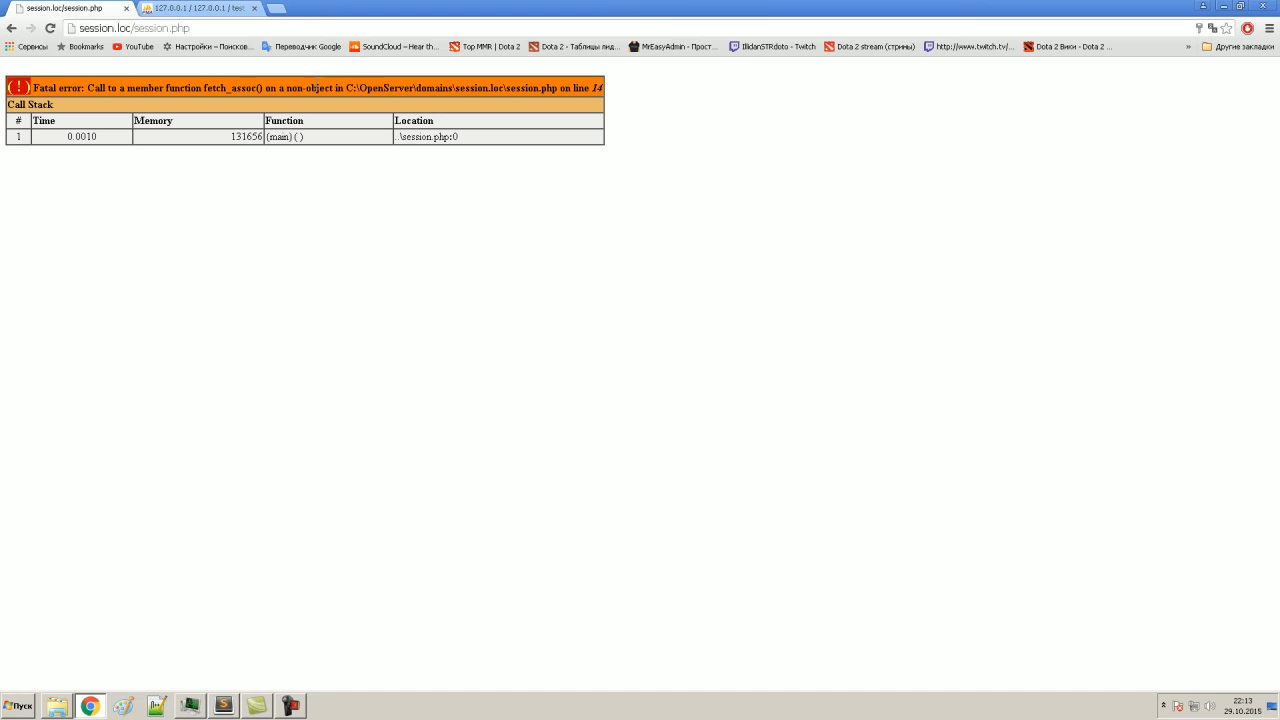 session.loc/session.php
127.0.0.1 / 127.0.0.1 / test
session.loc/session.php
Сервисы
Bookmarks
YouTube
Настройки – Поисков...
Переводчик Google
SoundCloud – Hear th...
Top MMR | Dota 2
Dota 2 - Таблицы лид...
MrEasyAdmin - Прост...
IllidanSTRdoto - Twitch
Dota 2 stream (стримы)
http://www.twitch.tv/...
Dota 2 Вики - Dota 2 ...
»
Другие закладки
( ! ) Fatal error: Call to a member function fetch_assoc() on a non-object in C:\OpenServer\domains\session.loc\session.php on line 14
Call Stack
# Time Memory Function Location
1 0.0010 131656 {main}( ) ..\session.php:0
Пуск
22:13
29.10.2015